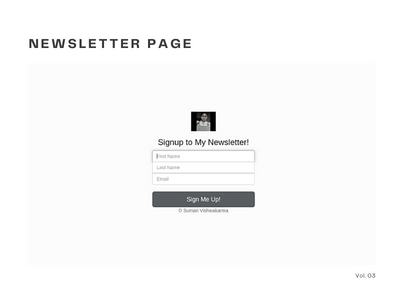 NEWSLETTER PAGE
Signup to My Newsletter!
First Name
Last Name
Email
Sign Me Up!
© Suman Vishwakarma
Vol.03